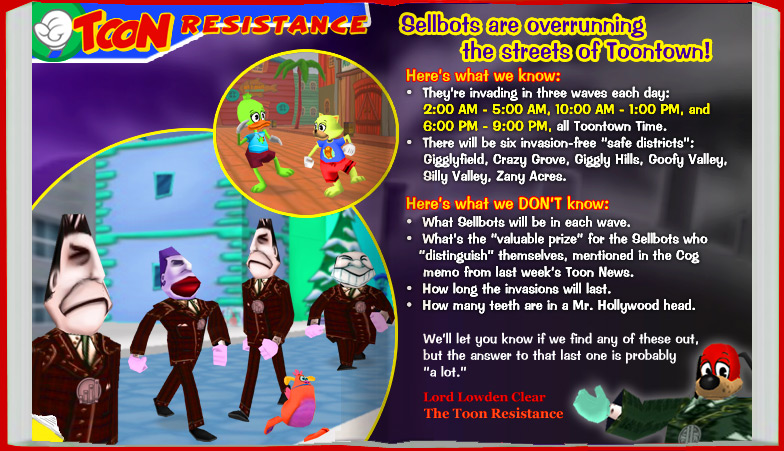 TOON RESISTANCE
Sellbots are overrunning
the streets of Toontown!
Here's what we know:
• They're invading in three waves each day:
2:00 AM - 5:00 AM, 10:00 AM - 1:00 PM, and
6:00 PM - 9:00 PM, all Toontown Time.
• There will be six invasion-free "safe districts":
Gigglyfield, Crazy Grove, Giggly Hills, Goofy Valley,
Silly Valley, Zany Acres.
Here's what we DON'T know:
• What Sellbots will be in each wave.
• What's the "valuable prize" for the Sellbots who
"distinguish" themselves, mentioned in the Cog
memo from last week's Toon News.
• How long the invasions will last.
• How many teeth are in a Mr. Hollywood head.
We'll let you know if we find any of these out,
but the answer to that last one is probably
"a lot."
Lord Lowden Clear
The Toon Resistance